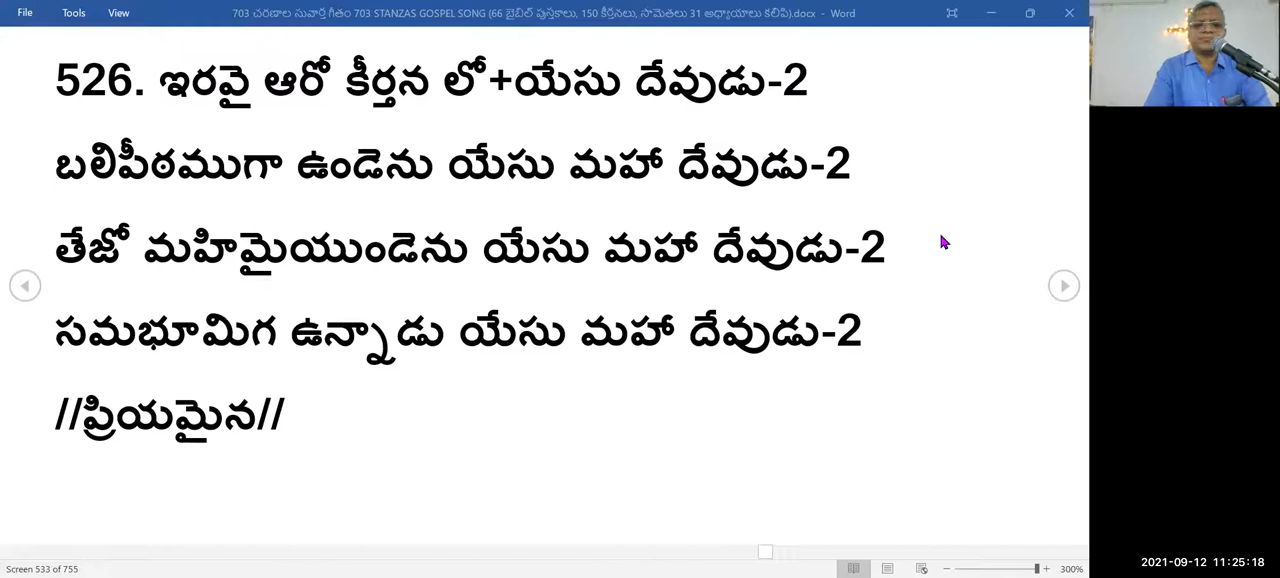 File Tools View 703 చరణాల సువార్త గీతం 703 STANZAS GOSPEL SONG (66 బైబిల్ పుస్తకాలు, 150 కీర్తనలు, సామెతలు 31 అధ్యాయాలు కలిపి).docx - Word
526. ఇరవై ఆరో కీర్తన లో+యేసు దేవుడు-2
బలిపీఠముగా ఉండెను యేసు మహా దేవుడు-2
తేజో మహిమైయుండెను యేసు మహా దేవుడు-2
సమభూమిగ ఉన్నాడు యేసు మహా దేవుడు-2
//ప్రియమైన//
2021-09-12 11:25:18
Screen 533 of 755 300%